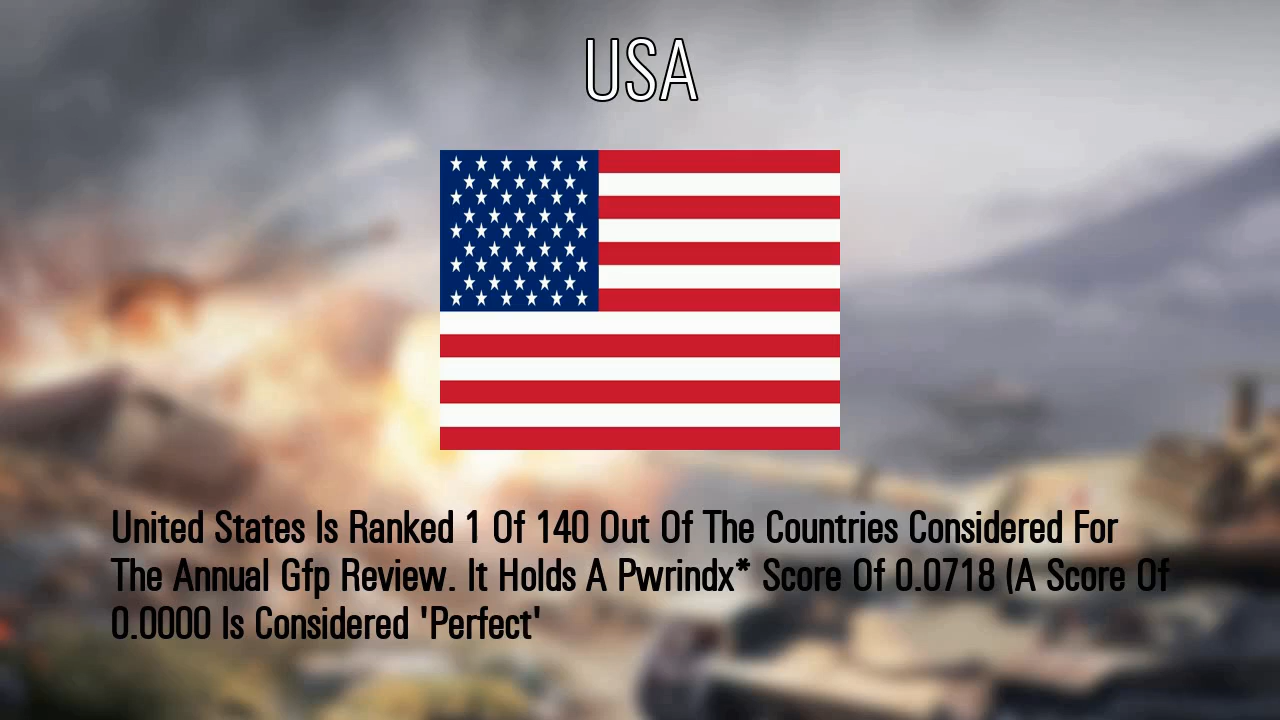 USA
United States Is Ranked 1 Of 140 Out Of The Countries Considered For
The Annual Gfp Review. It Holds A Pwrindx* Score Of 0.0718 (A Score Of
0.0000 Is Considered 'Perfect'